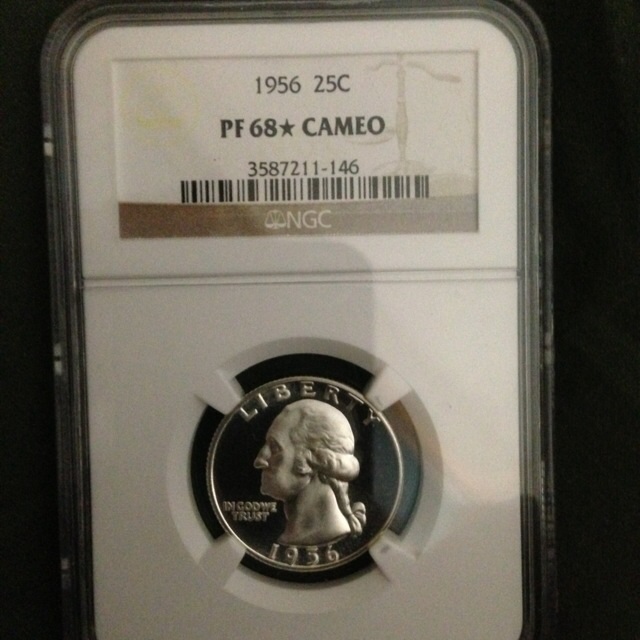 1956 25C
PF 68★ CAMEO
3587211-146
NGC
LIBERTY
IN GOD WE
TRUST
1956